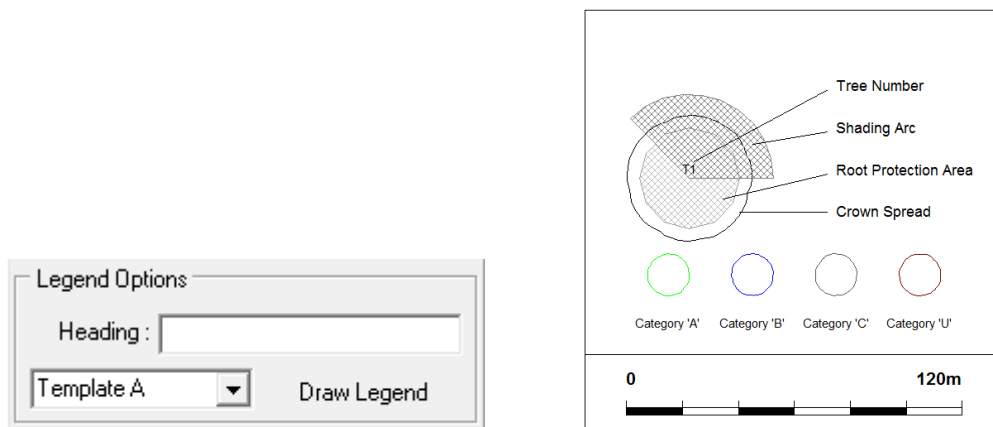 Legend Options
Heading :
Template A
Draw Legend
Tree Number
Shading Arc
T1
Root Protection Area
Crown Spread
Category 'A' Category 'B' Category 'C' Category 'U'
0 120m